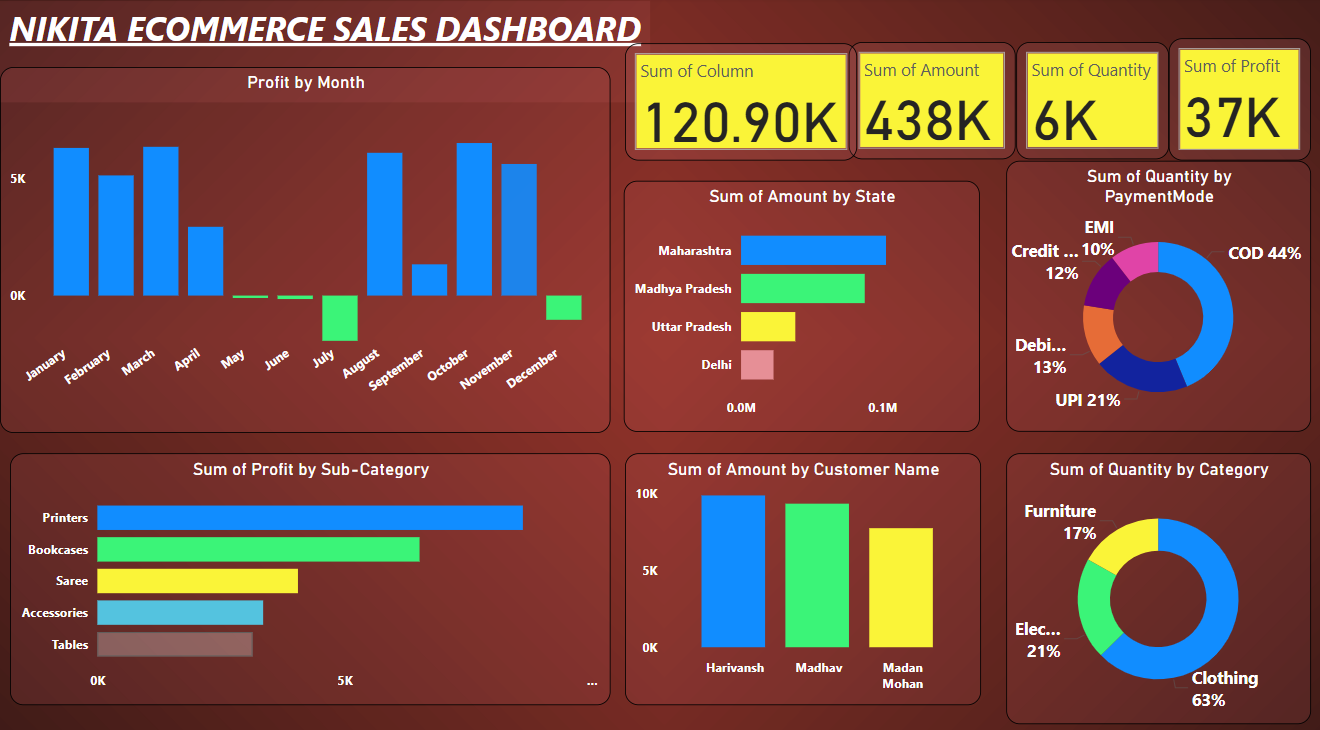 NIKITA ECOMMERCE SALES DASHBOARD
Sum of Column
120.90K
Sum of Amount
438K
Sum of Quantity
6K
Sum of Profit
37K
Profit by Month
5K
0K
January
February
March
April
May
June
July
August
September
October
November
December
Sum of Amount by State
Maharashtra
Madhya Pradesh
Uttar Pradesh
Delhi
0.0M
0.1M
Sum of Quantity by
PaymentMode
EMI
10%
Credit ...
12%
COD 44%
Debi...
13%
UPI 21%
Sum of Profit by Sub-Category
Printers
Bookcases
Saree
Accessories
Tables
0K
5K
...
Sum of Amount by Customer Name
10K
5K
0K
Harivansh
Madhav
Madan
Mohan
Sum of Quantity by Category
Furniture
17%
Elec...
21%
Clothing
63%